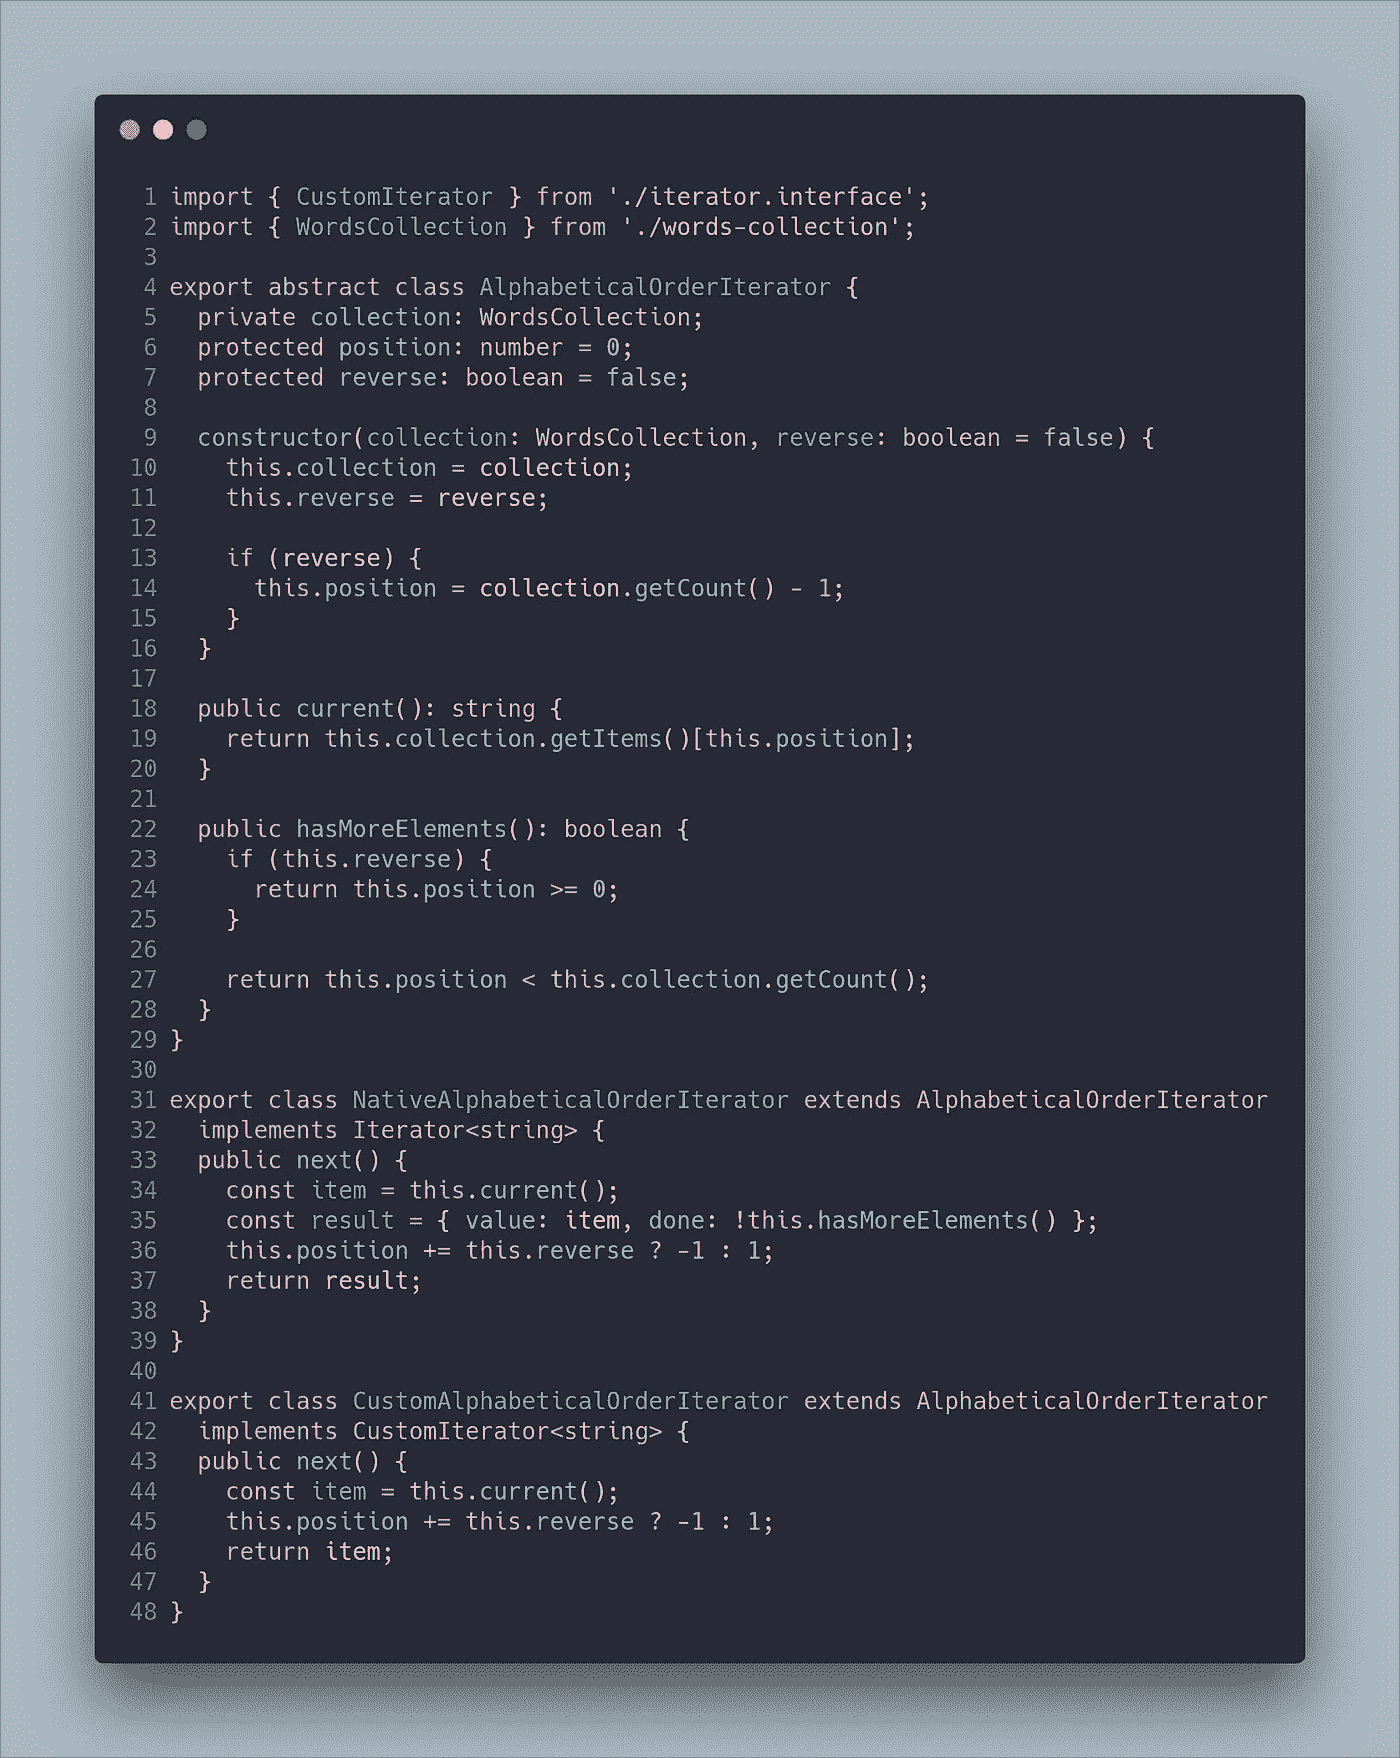 1 import { CustomIterator } from './iterator.interface';
2 import { WordsCollection } from './words-collection';
3
4 export abstract class AlphabeticalOrderIterator {
5   private collection: WordsCollection;
6   protected position: number = 0;
7   protected reverse: boolean = false;
8
9   constructor(collection: WordsCollection, reverse: boolean = false) {
10     this.collection = collection;
11     this.reverse = reverse;
12
13     if (reverse) {
14       this.position = collection.getCount() - 1;
15     }
16   }
17
18   public current(): string {
19     return this.collection.getItems()[this.position];
20   }
21
22   public hasMoreElements(): boolean {
23     if (this.reverse) {
24       return this.position >= 0;
25     }
26
27     return this.position < this.collection.getCount();
28   }
29 }
30
31 export class NativeAlphabeticalOrderIterator extends AlphabeticalOrderIterator
32   implements Iterator<string> {
33   public next() {
34     const item = this.current();
35     const result = { value: item, done: !this.hasMoreElements() };
36     this.position += this.reverse ? -1 : 1;
37     return result;
38   }
39 }
40
41 export class CustomAlphabeticalOrderIterator extends AlphabeticalOrderIterator
42   implements CustomIterator<string> {
43   public next() {
44     const item = this.current();
45     this.position += this.reverse ? -1 : 1;
46     return item;
47   }
48 }